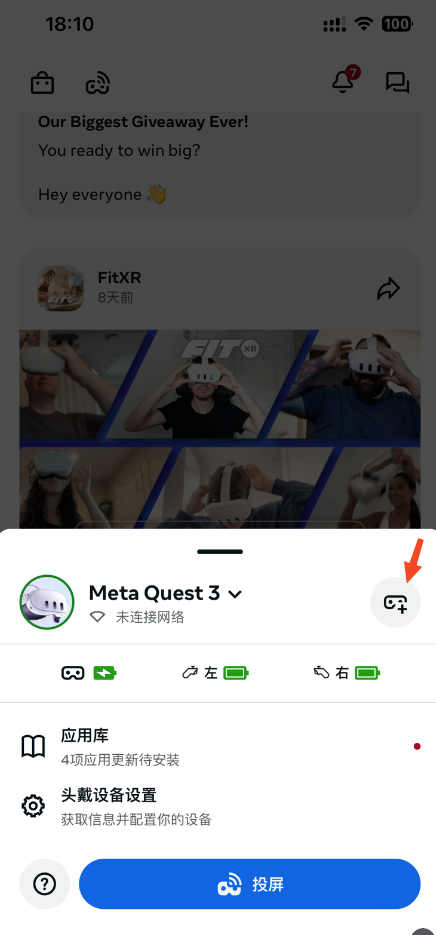 18:10
100
7
Our Biggest Giveaway Ever!
You ready to win big?
Hey everyone 👋
FitXR
8天前
FIT XR
Meta Quest 3
未连接网络
左
右
应用库
4项应用更新待安装
头戴设备设置
获取信息并配置你的设备
投屏